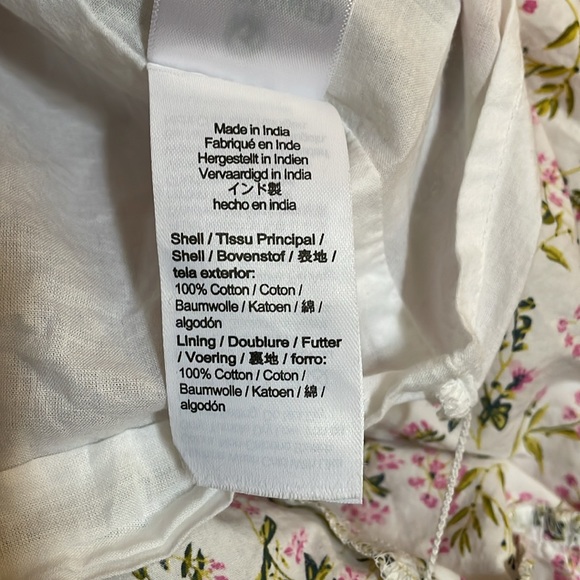 Made in India
Fabriqué en Inde
Hergestellt in Indien
Vervaardigd in India
インド製
hecho en india
Shell / Tissu Principal /
Shell / Bovenstof / 表地 /
tela exterior:
100% Cotton / Coton /
Baumwolle / Katoen / 綿 /
algodón
Lining / Doublure / Futter
/ Voering / 裏地 / forro:
100% Cotton / Coton /
Baumwolle / Katoen / 綿 /
algodón